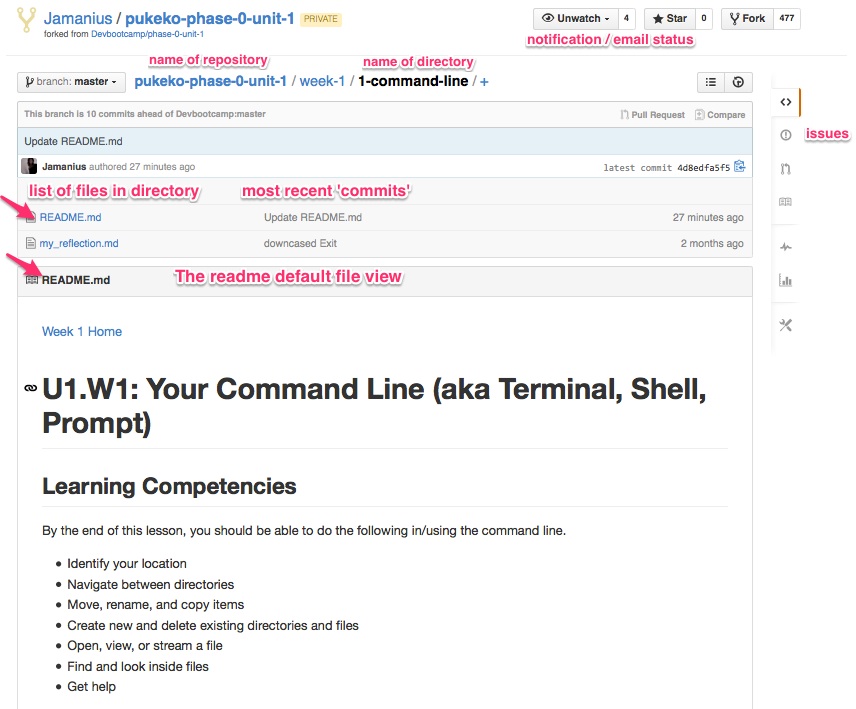 Jamanius / pukeko-phase-0-unit-1 PRIVATE
forked from Devbootcamp/phase-0-unit-1
Unwatch 4 Star 0 Fork 477
notification / email status
name of repository name of directory
branch: master pukeko-phase-0-unit-1 / week-1 / 1-command-line / +
This branch is 10 commits ahead of Devbootcamp:master Pull Request Compare
Update README.md
Jamanius authored 27 minutes ago latest commit 4d8edfa5f5
issues
list of files in directory most recent 'commits'
README.md Update README.md 27 minutes ago
my_reflection.md downcased Exit 2 months ago
README.md The readme default file view
Week 1 Home
U1.W1: Your Command Line (aka Terminal, Shell,
Prompt)
Learning Competencies
By the end of this lesson, you should be able to do the following in/using the command line.
• Identify your location
• Navigate between directories
• Move, rename, and copy items
• Create new and delete existing directories and files
• Open, view, or stream a file
• Find and look inside files
• Get help